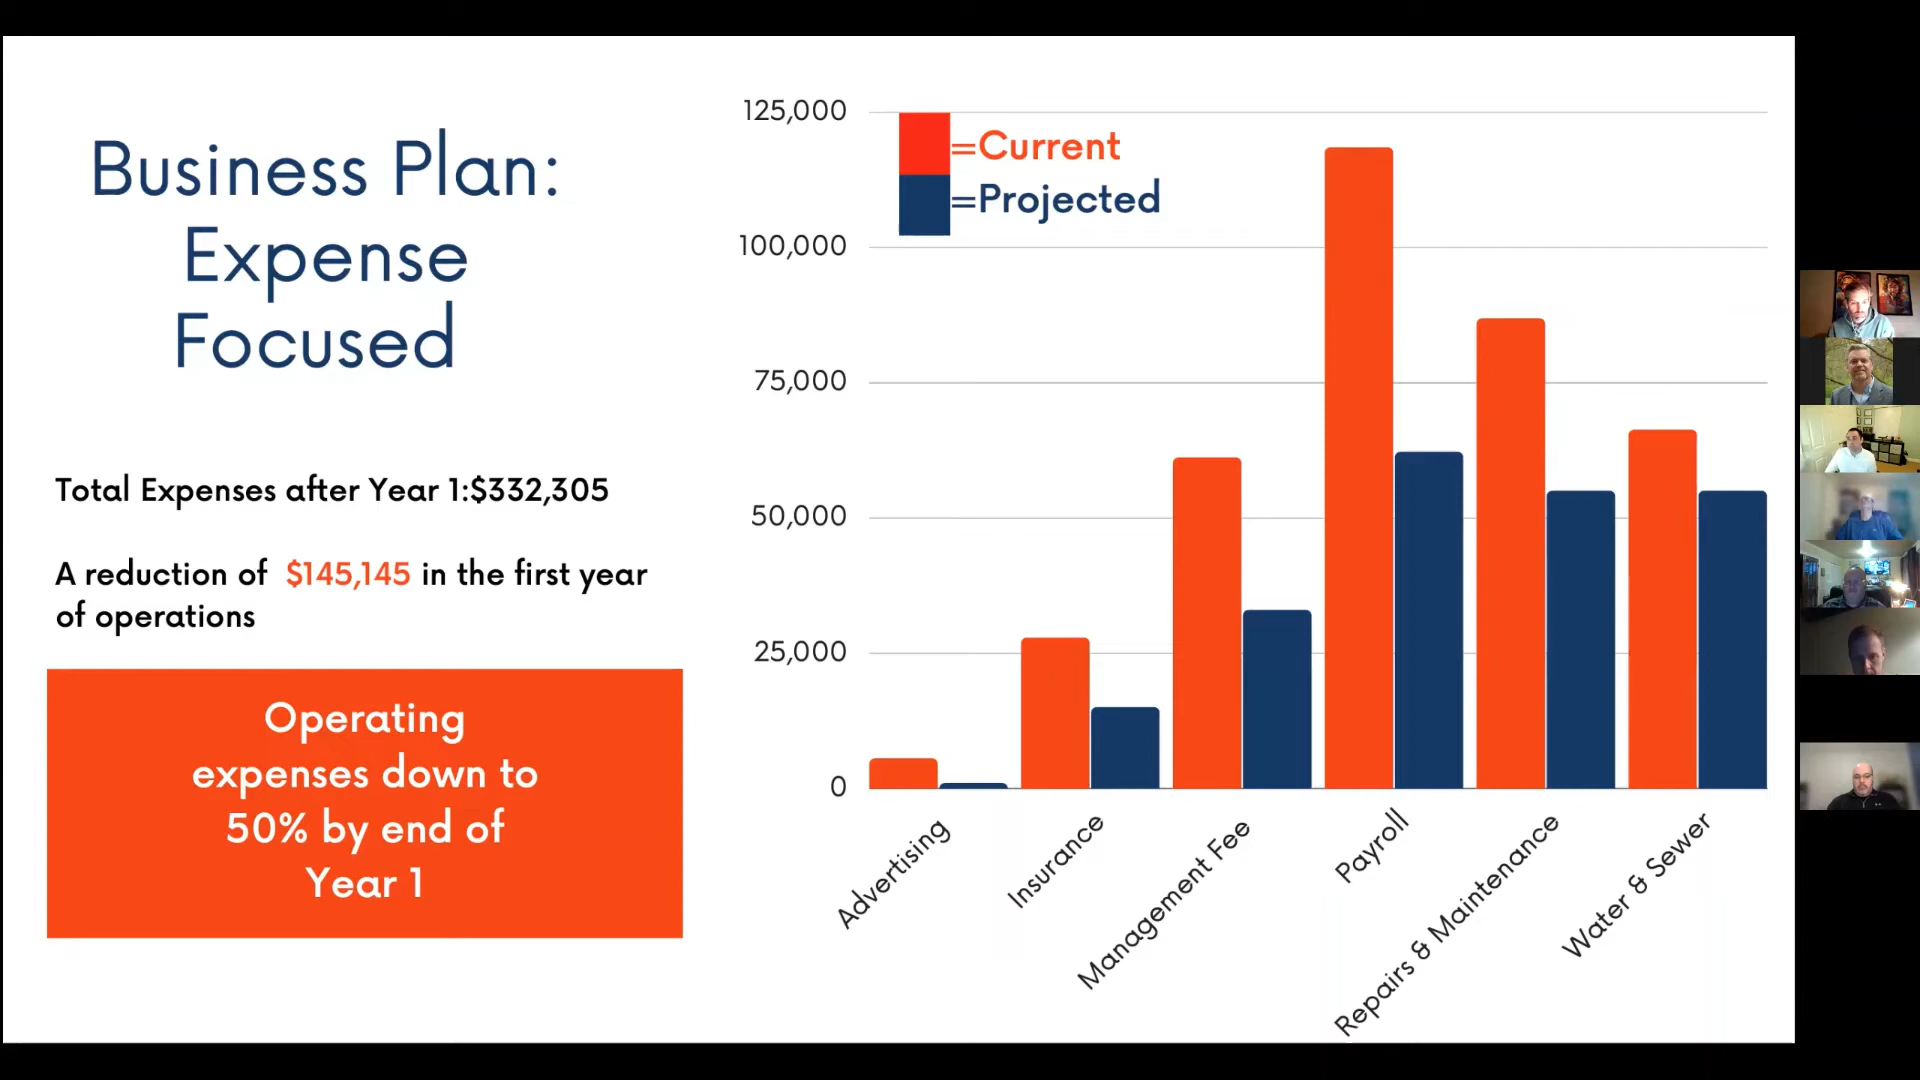 Business Plan:
Expense
Focused
Total Expenses after Year 1:$332,305
A reduction of $145,145 in the first year
of operations
Operating
expenses down to
50% by end of
Year 1
125,000
100,000
75,000
50,000
25,000
0
=Current
=Projected
Advertising
Insurance
Management Fee
Payroll
Repairs & Maintenance
Water & Sewer